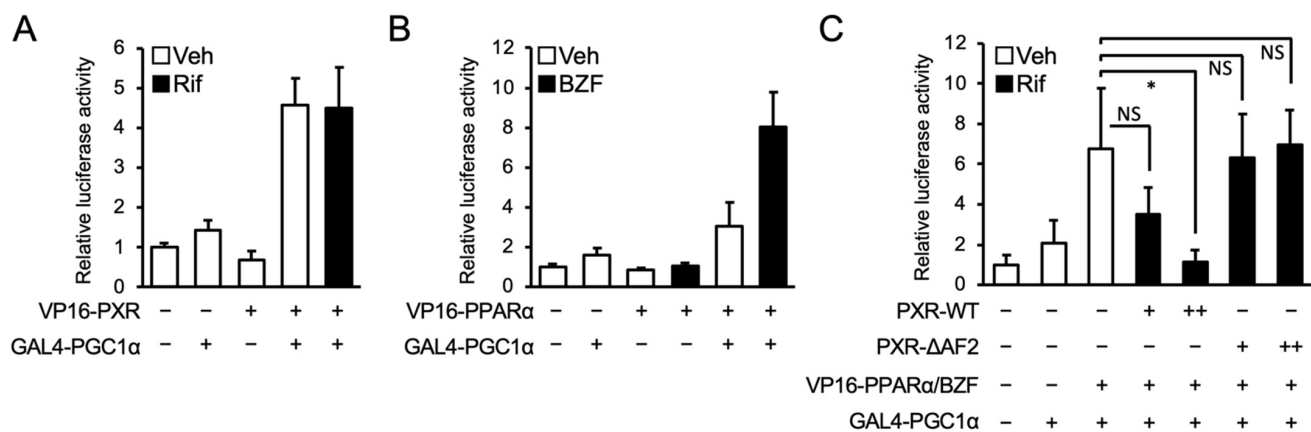 A
Relative luciferase activity
6
5
4
3
2
1
0
Veh
Rif
VP16-PXR – – + + +
GAL4-PGC1α – + – + +
B
Relative luciferase activity
12
10
8
6
4
2
0
Veh
BZF
VP16-PPARα – – + + + +
GAL4-PGC1α – + – – + +
C
Relative luciferase activity
12
10
8
6
4
2
0
Veh
Rif
NS
NS
*
NS
PXR-WT – – – + ++ – –
PXR-ΔAF2 – – – – – + ++
VP16-PPARα/BZF – – + + + + +
GAL4-PGC1α – + + + + + +